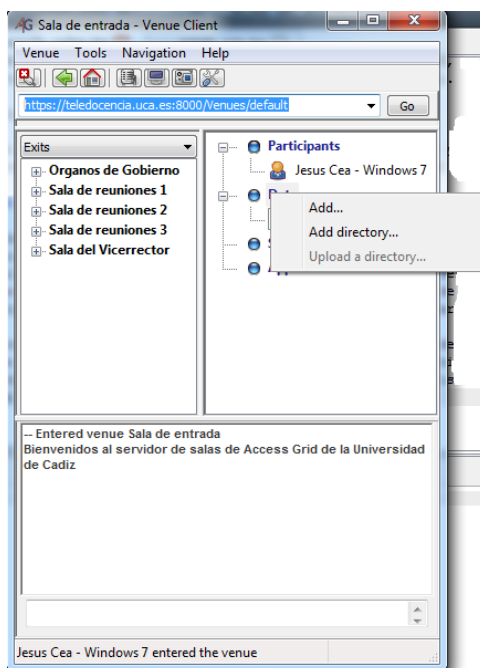 Sala de entrada - Venue Client
Venue Tools Navigation Help
https://teledocencia.uca.es:8000/Venues/default
Go
Exits
Organos de Gobierno
Sala de reuniones 1
Sala de reuniones 2
Sala de reuniones 3
Sala del Vicerrector
Participants
Jesus Cea - Windows 7
Add...
Add directory...
Upload a directory...
-- Entered venue Sala de entrada
Bienvenidos al servidor de salas de Access Grid de la Universidad
de Cadiz
Jesus Cea - Windows 7 entered the venue